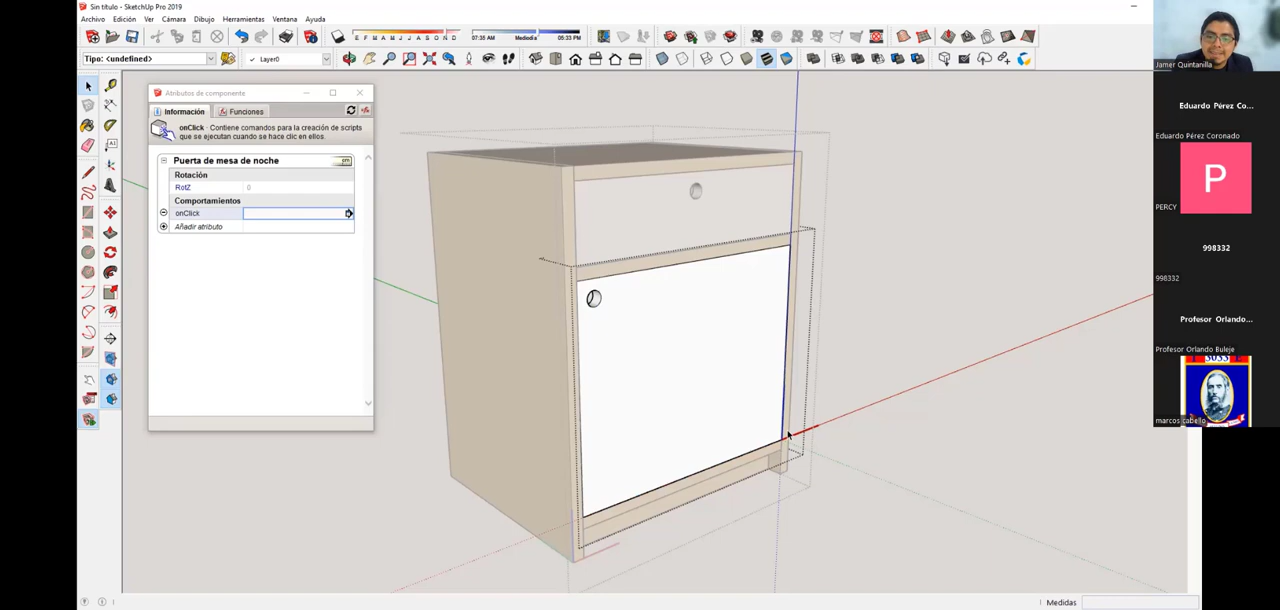 Sin título - SketchUp Pro 2019
Archivo Edición Ver Cámara Dibujo Herramientas Ventana Ayuda
E F M A M J J A S O N D
07:35 AM Mediodía 05:33 PM
Tipo: <undefined>
Layer0
Atributos de componente
Información
Funciones
onClick - Contiene comandos para la creación de scripts
que se ejecutan cuando se hace clic en ellos.
Puerta de mesa de noche
cm
Rotación
RotZ 0
Comportamientos
onClick
Añadir atributo
Medidas
Jamer Quintanilla
Eduardo Pérez Co...
Eduardo Pérez Coronado
P
PERCY
998332
998332
Profesor Orlando...
Profesor Orlando Buleje
marcos cabello